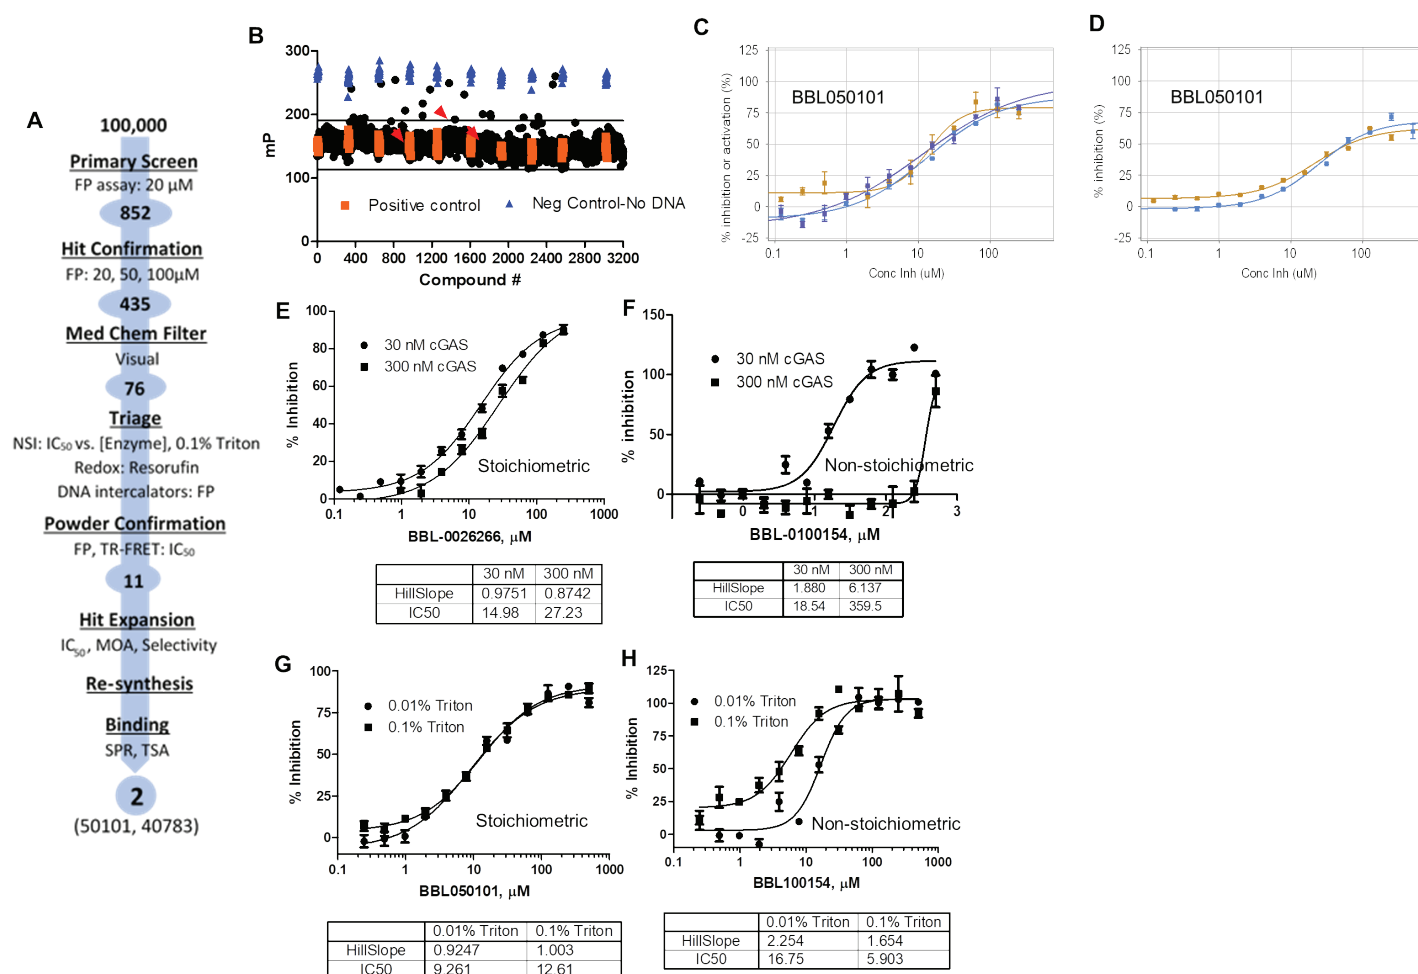 A
100,000
Primary Screen
FP assay: 20 µM
852
Hit Confirmation
FP: 20, 50, 100µM
435
Med Chem Filter
Visual
76
Triage
NSI: IC50 vs. [Enzyme], 0.1% Triton
Redox: Resorufin
DNA intercalators: FP
Powder Confirmation
FP, TR-FRET: IC50
11
Hit Expansion
IC50, MOA, Selectivity
Re-synthesis
Binding
SPR, TSA
2
(50101, 40783)
B
300
200
100
0
mP
Positive control
Neg Control-No DNA
0 400 800 1200 1600 2000 2400 2800 3200
Compound #
C
BBL050101
125
100
75
50
25
0
-25
% inhibition or activation (%)
0.1 1 10 100
Conc Inh (uM)
D
BBL050101
125
100
75
50
25
0
-25
% inhibition (%)
0.1 1 10 100
Conc Inh (uM)
E
100
80
60
40
20
0
% Inhibition
30 nM cGAS
300 nM cGAS
Stoichiometric
0.1 1 10 100 1000
BBL-0026266, µM
30 nM 300 nM
HillSlope 0.9751 0.8742
IC50 14.98 27.23
F
150
100
50
0
% inhibition
30 nM cGAS
300 nM cGAS
Non-stoichiometric
0 1 2 3
BBL-0100154, µM
30 nM 300 nM
HillSlope 1.880 6.137
IC50 18.54 359.5
G
100
75
50
25
0
% Inhibition
0.01% Triton
0.1% Triton
Stoichiometric
0.1 1 10 100 1000
BBL050101, µM
0.01% Triton 0.1% Triton
HillSlope 0.9247 1.003
IC50 9.261 12.61
H
125
100
75
50
25
0
% Inhibition
0.01% Triton
0.1% Triton
Non-stoichiometric
0.1 1 10 100 1000
BBL100154, µM
0.01% Triton 0.1% Triton
HillSlope 2.254 1.654
IC50 16.75 5.903